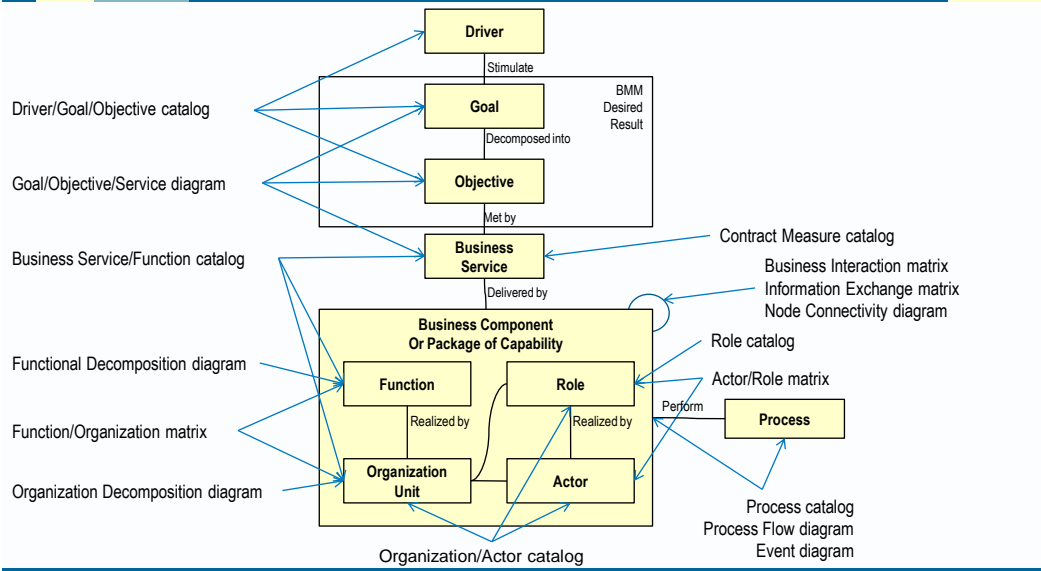 Driver
Stimulate
BMM
Desired
Result
Goal
Driver/Goal/Objective catalog
Decomposed into
Objective
Goal/Objective/Service diagram
Met by
Business
Service
Contract Measure catalog
Business Service/Function catalog
Business Interaction matrix
Information Exchange matrix
Node Connectivity diagram
Delivered by
Business Component
Or Package of Capability
Role catalog
Functional Decomposition diagram
Function
Role
Actor/Role matrix
Perform
Process
Realized by
Realized by
Function/Organization matrix
Organization
Unit
Actor
Organization Decomposition diagram
Process catalog
Process Flow diagram
Event diagram
Organization/Actor catalog